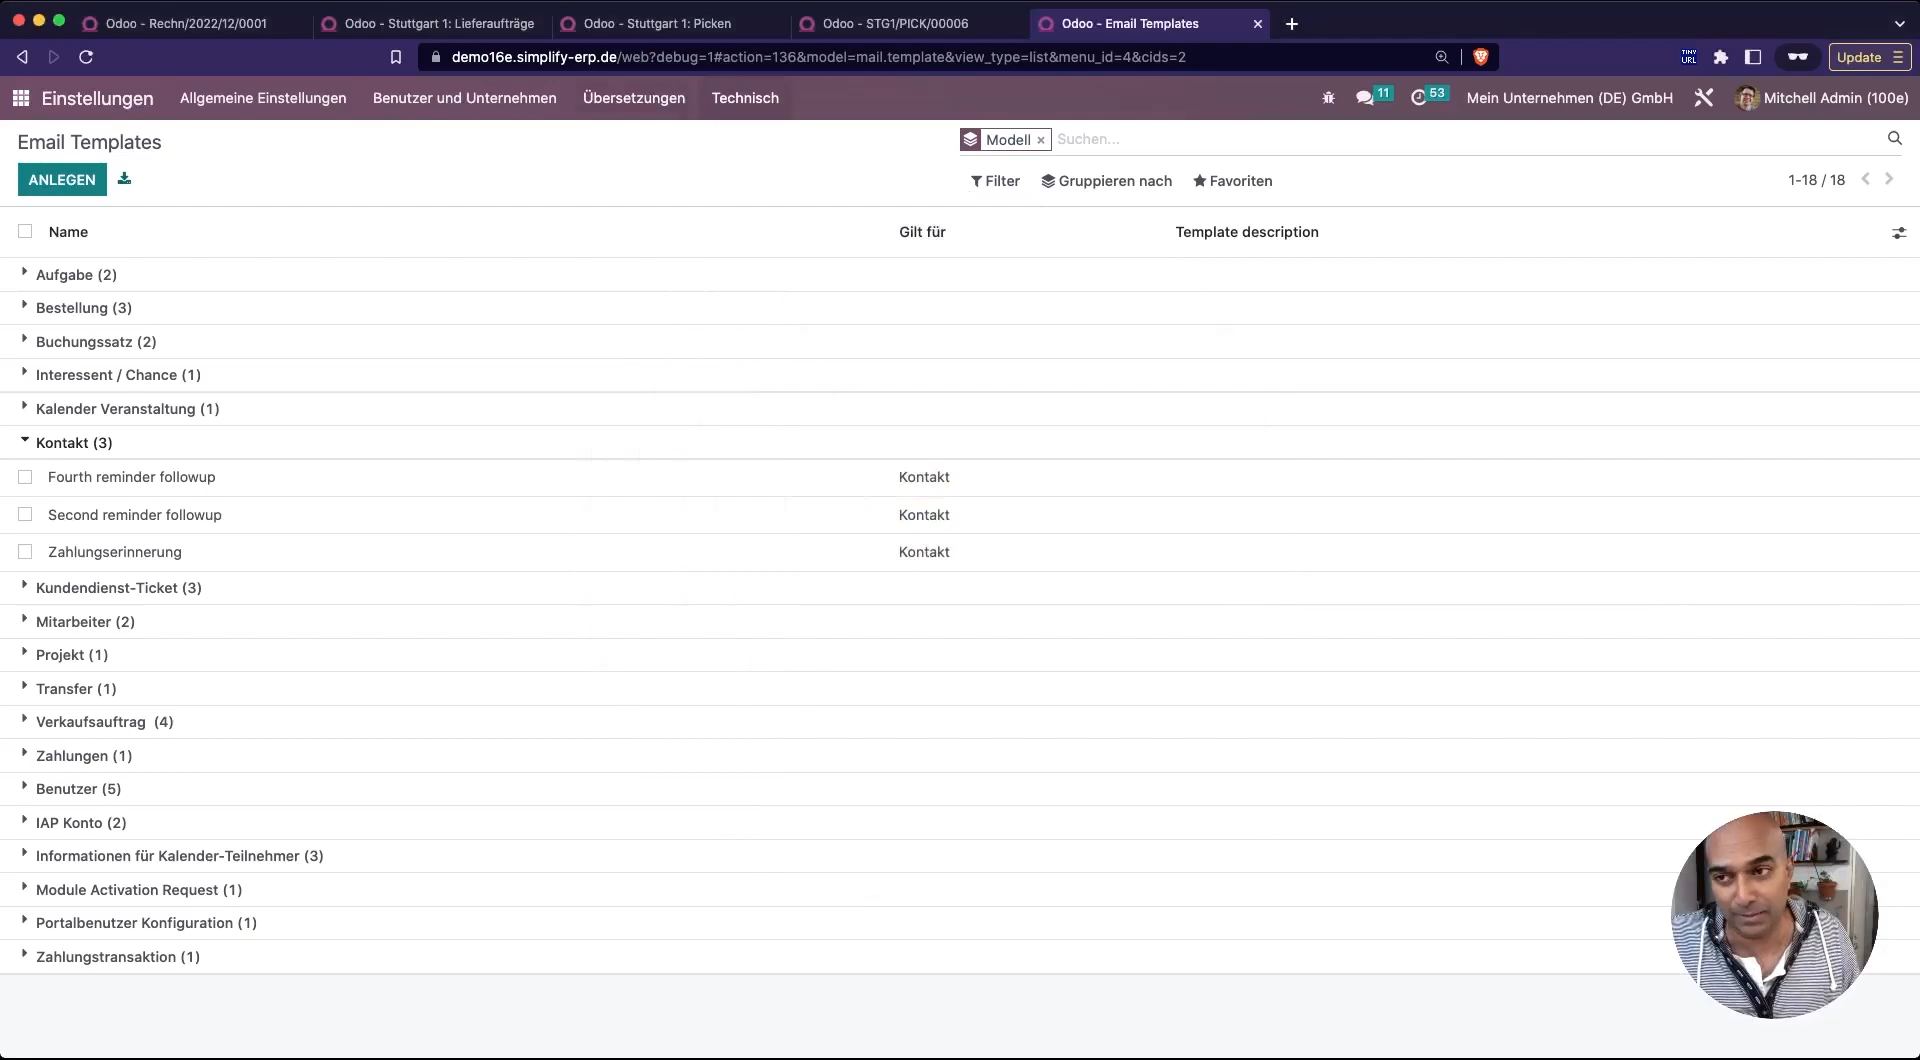 Odoo - Rechn/2022/12/0001
Odoo - Stuttgart 1: Lieferaufträge
Odoo - Stuttgart 1: Picken
Odoo - STG1/PICK/00006
Odoo - Email Templates
demo16e.simplify-erp.de/web?debug=1#action=136&model=mail.template&view_type=list&menu_id=4&cids=2
TINY URL
Update
Einstellungen
Allgemeine Einstellungen
Benutzer und Unternehmen
Übersetzungen
Technisch
11
53
Mein Unternehmen (DE) GmbH
Mitchell Admin (100e)
Email Templates
Modell ×
Suchen...
ANLEGEN
Filter
Gruppieren nach
Favoriten
1-18 / 18
Name
Gilt für
Template description
Aufgabe (2)
Bestellung (3)
Buchungssatz (2)
Interessent / Chance (1)
Kalender Veranstaltung (1)
Kontakt (3)
Fourth reminder followup Kontakt
Second reminder followup Kontakt
Zahlungserinnerung Kontakt
Kundendienst-Ticket (3)
Mitarbeiter (2)
Projekt (1)
Transfer (1)
Verkaufsauftrag (4)
Zahlungen (1)
Benutzer (5)
IAP Konto (2)
Informationen für Kalender-Teilnehmer (3)
Module Activation Request (1)
Portalbenutzer Konfiguration (1)
Zahlungstransaktion (1)